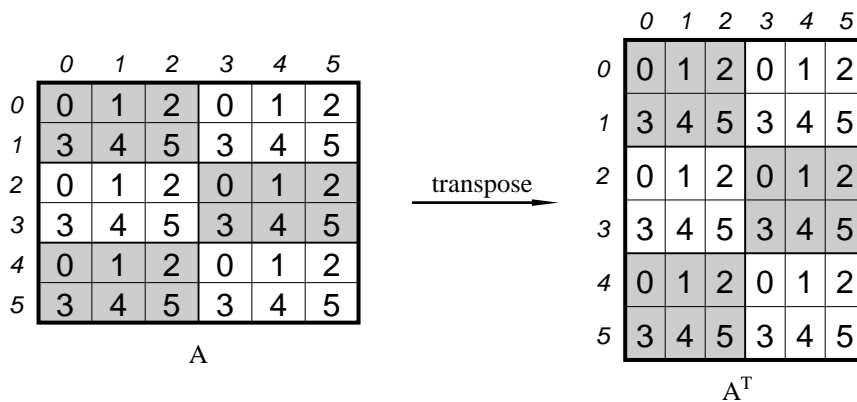 0 1 2 3 4 5
0 0 1 2 0 1 2
1 3 4 5 3 4 5
2 0 1 2 0 1 2
3 3 4 5 3 4 5
4 0 1 2 0 1 2
5 3 4 5 3 4 5
A
transpose
0 1 2 3 4 5
0 0 1 2 0 1 2
1 3 4 5 3 4 5
2 0 1 2 0 1 2
3 3 4 5 3 4 5
4 0 1 2 0 1 2
5 3 4 5 3 4 5
Aᵀ